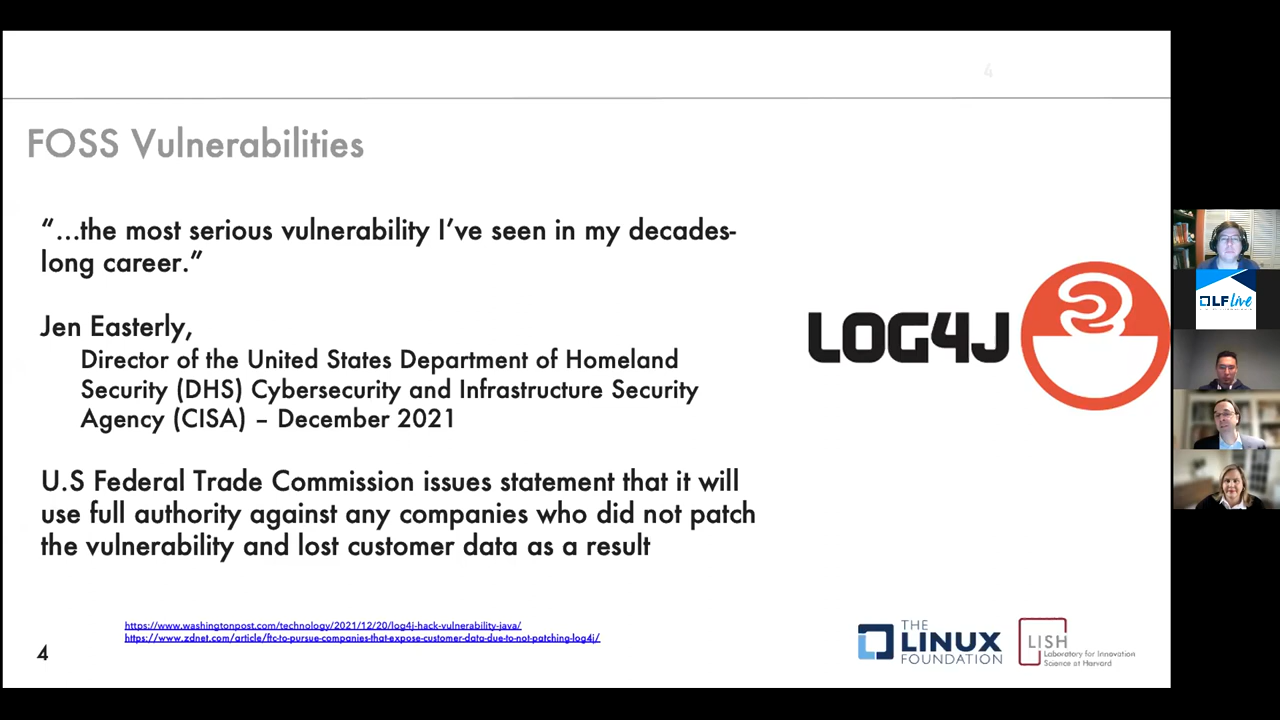 4
FOSS Vulnerabilities
“...the most serious vulnerability I’ve seen in my decades-
long career.”
Jen Easterly,
Director of the United States Department of Homeland
Security (DHS) Cybersecurity and Infrastructure Security
Agency (CISA) – December 2021
U.S Federal Trade Commission issues statement that it will
use full authority against any companies who did not patch
the vulnerability and lost customer data as a result
LOG4J
LF Live
https://www.washingtonpost.com/technology/2021/12/20/log4j-hack-vulnerability-java/
https://www.zdnet.com/article/ftc-to-pursue-companies-that-expose-customer-data-due-to-not-patching-log4j/
4
THE
LINUX
FOUNDATION
LISH
Laboratory for Innovation
Science at Harvard